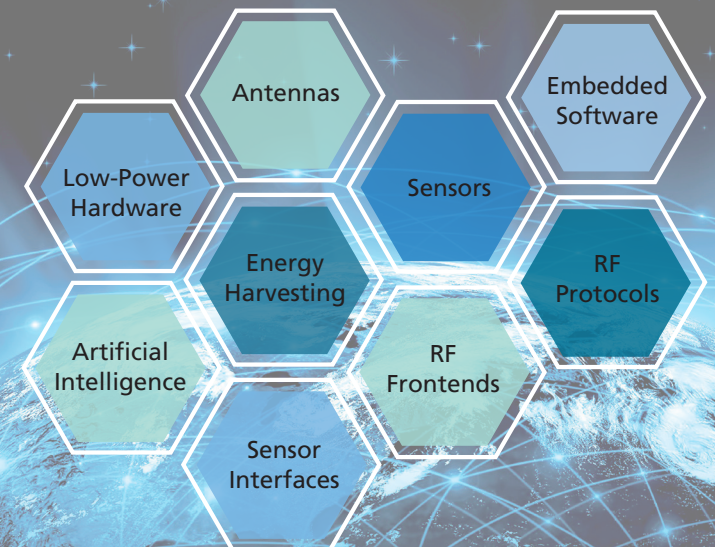 Antennas
Embedded
Software
Low-Power
Hardware
Sensors
Energy
Harvesting
RF
Protocols
Artificial
Intelligence
RF
Frontends
Sensor
Interfaces